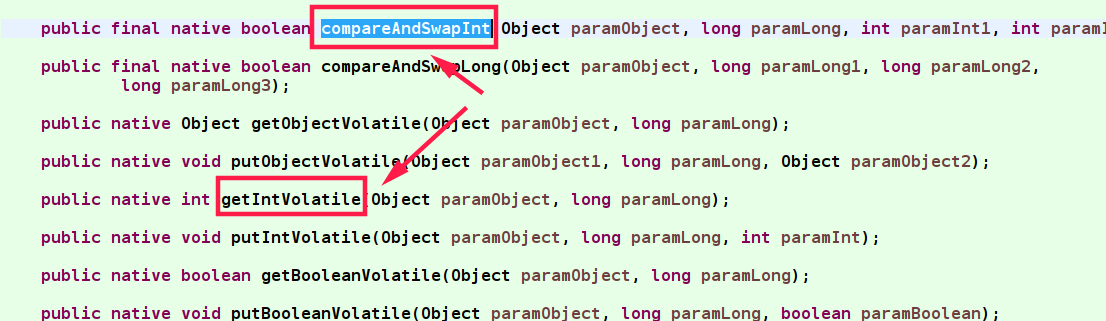 public final native boolean compareAndSwapInt(Object paramObject, long paramLong, int paramInt1, int
public final native boolean compareAndSwapLong(Object paramObject, long paramLong1, long paramLong2,
long paramLong3);
public native Object getObjectVolatile(Object paramObject, long paramLong);
public native void putObjectVolatile(Object paramObject1, long paramLong, Object paramObject2);
public native int getIntVolatile(Object paramObject, long paramLong);
public native void putIntVolatile(Object paramObject, long paramLong, int paramInt);
public native boolean getBooleanVolatile(Object paramObject, long paramLong);
public native void putBooleanVolatile(Object paramObject, long paramLong, boolean paramBoolean);